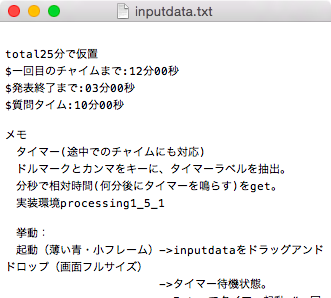 inputdata.txt
total25分で仮置
$一回目のチャイムまで:12分00秒
$発表終了まで:03分00秒
$質問タイム:10分00秒
メモ
タイマー(途中でのチャイムにも対応)
ドルマークとカンマをキーに、タイマーラベルを抽出。
分秒で相対時間(何分後にタイマーを鳴らす)をget。
実装環境processing1_5_1
挙動：
起動（薄い青・小フレーム）->inputdataをドラッグアンド
ドロップ（画面フルサイズ）
->タイマー待機状態。